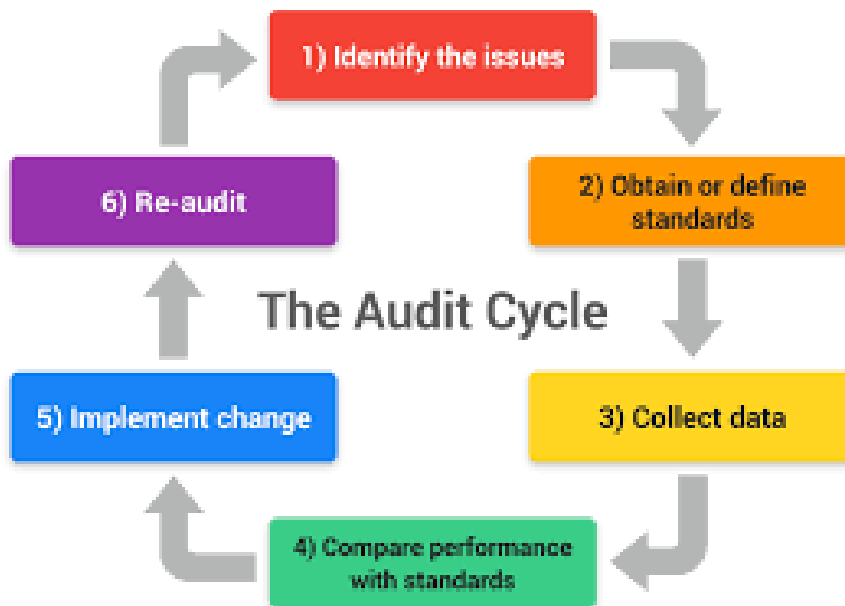 1) Identify the issues
2) Obtain or define
standards
3) Collect data
4) Compare performance
with standards
5) Implement change
6) Re-audit
The Audit Cycle